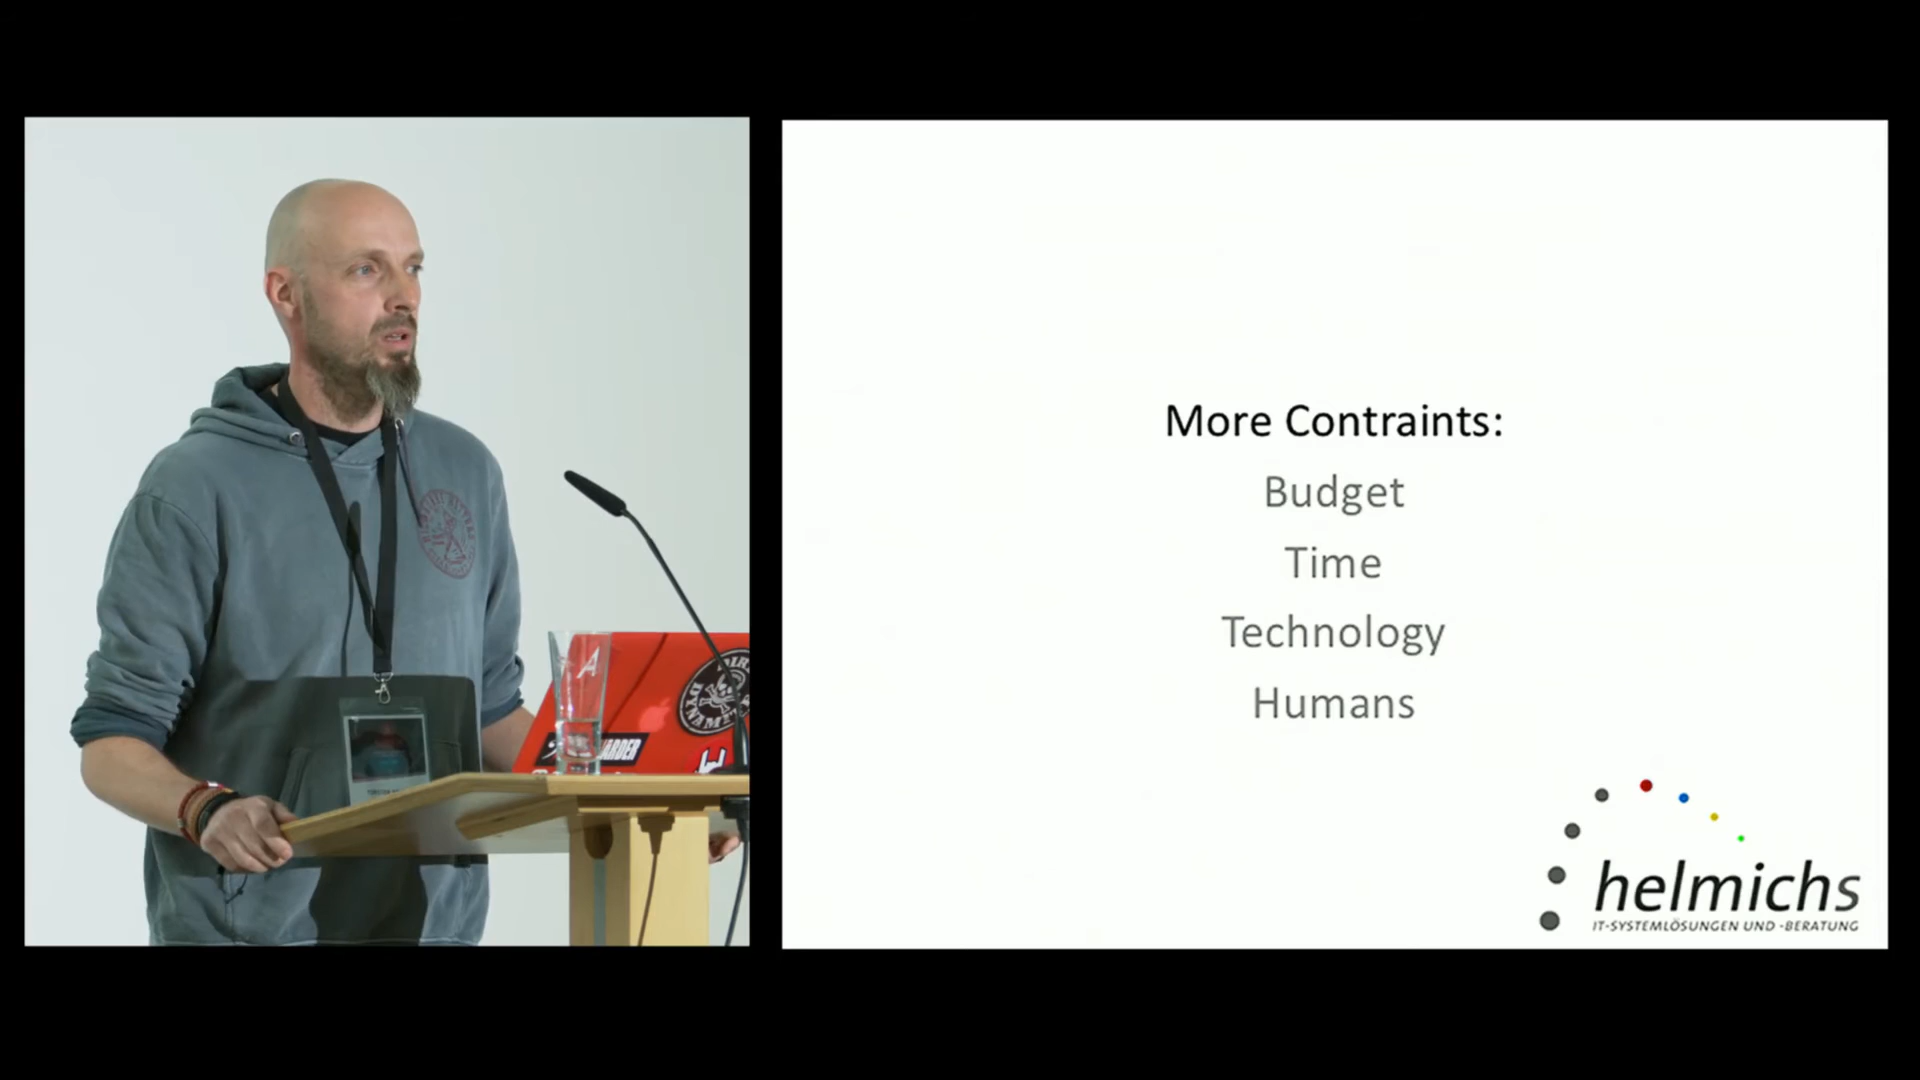 More Contraints:
Budget
Time
Technology
Humans
helmichs
IT-SYSTEMLÖSUNGEN UND -BERATUNG
A